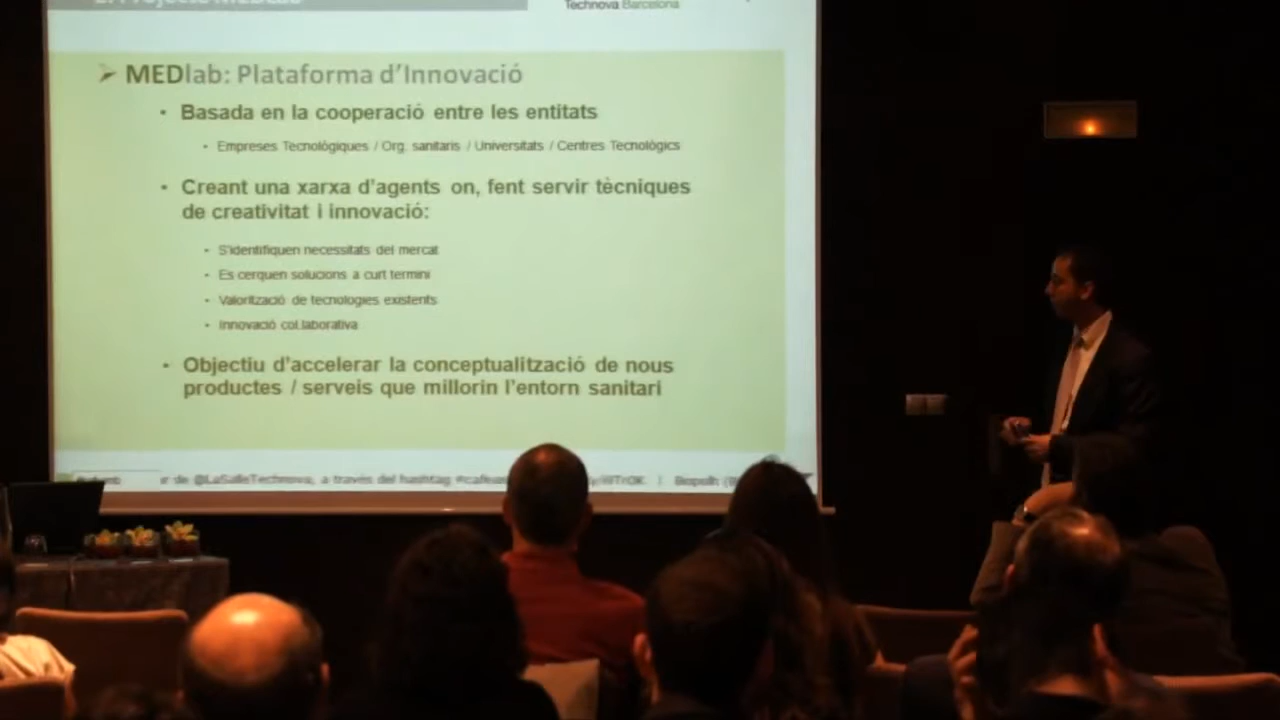 2. Projecte MEDlab
Technova Barcelona
➤ MEDlab: Plataforma d'Innovació
• Basada en la cooperació entre les entitats
• Empreses Tecnològiques / Org. sanitaris / Universitats / Centres Tecnològics
• Creant una xarxa d'agents on, fent servir tècniques
de creativitat i innovació:
• S'identifiquen necessitats del mercat
• Es cerquen solucions a curt termini
• Valorització de tecnologies existents
• Innovació col.laborativa
• Objectiu d'accelerar la conceptualització de nous
productes / serveis que millorin l'entorn sanitari
de @LaSalleTechnova, a través del hashtag